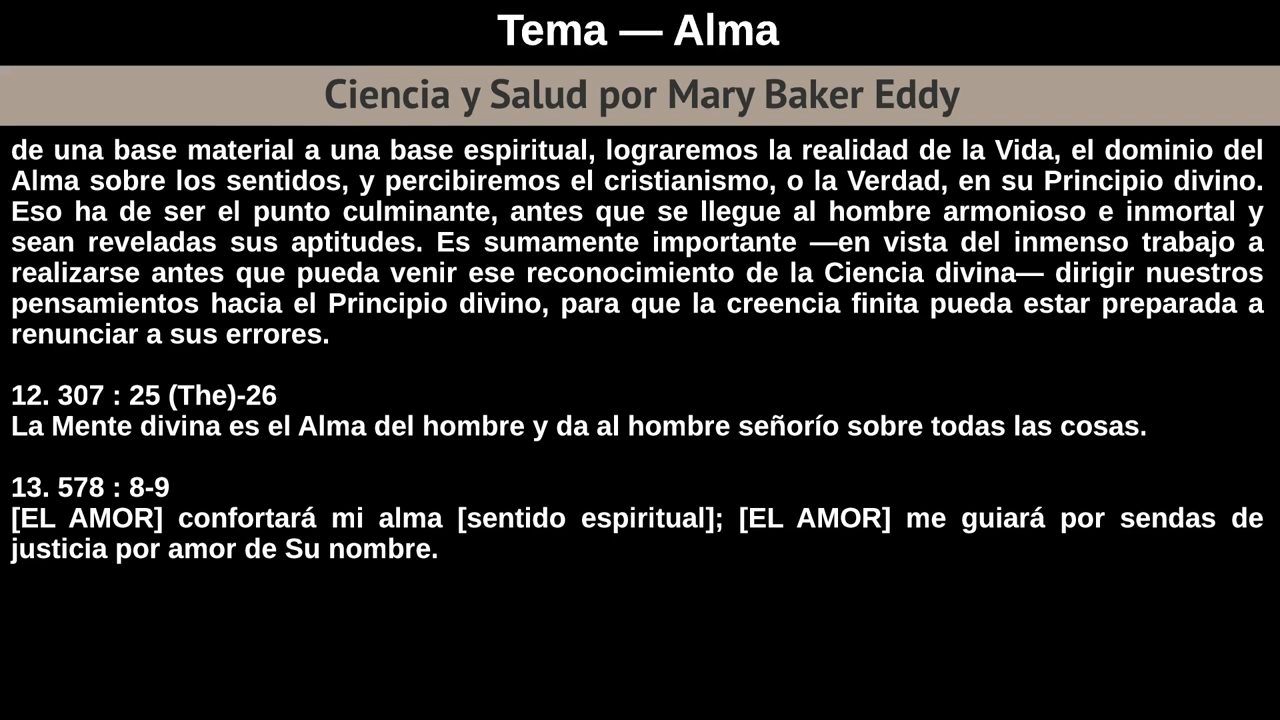 Tema — Alma
Ciencia y Salud por Mary Baker Eddy
de una base material a una base espiritual, lograremos la realidad de la Vida, el dominio del
Alma sobre los sentidos, y percibiremos el cristianismo, o la Verdad, en su Principio divino.
Eso ha de ser el punto culminante, antes que se llegue al hombre armonioso e inmortal y
sean reveladas sus aptitudes. Es sumamente importante —en vista del inmenso trabajo a
realizarse antes que pueda venir ese reconocimiento de la Ciencia divina— dirigir nuestros
pensamientos hacia el Principio divino, para que la creencia finita pueda estar preparada a
renunciar a sus errores.
12. 307 : 25 (The)-26
La Mente divina es el Alma del hombre y da al hombre señorío sobre todas las cosas.
13. 578 : 8-9
[EL AMOR] confortará mi alma [sentido espiritual]; [EL AMOR] me guiará por sendas de
justicia por amor de Su nombre.